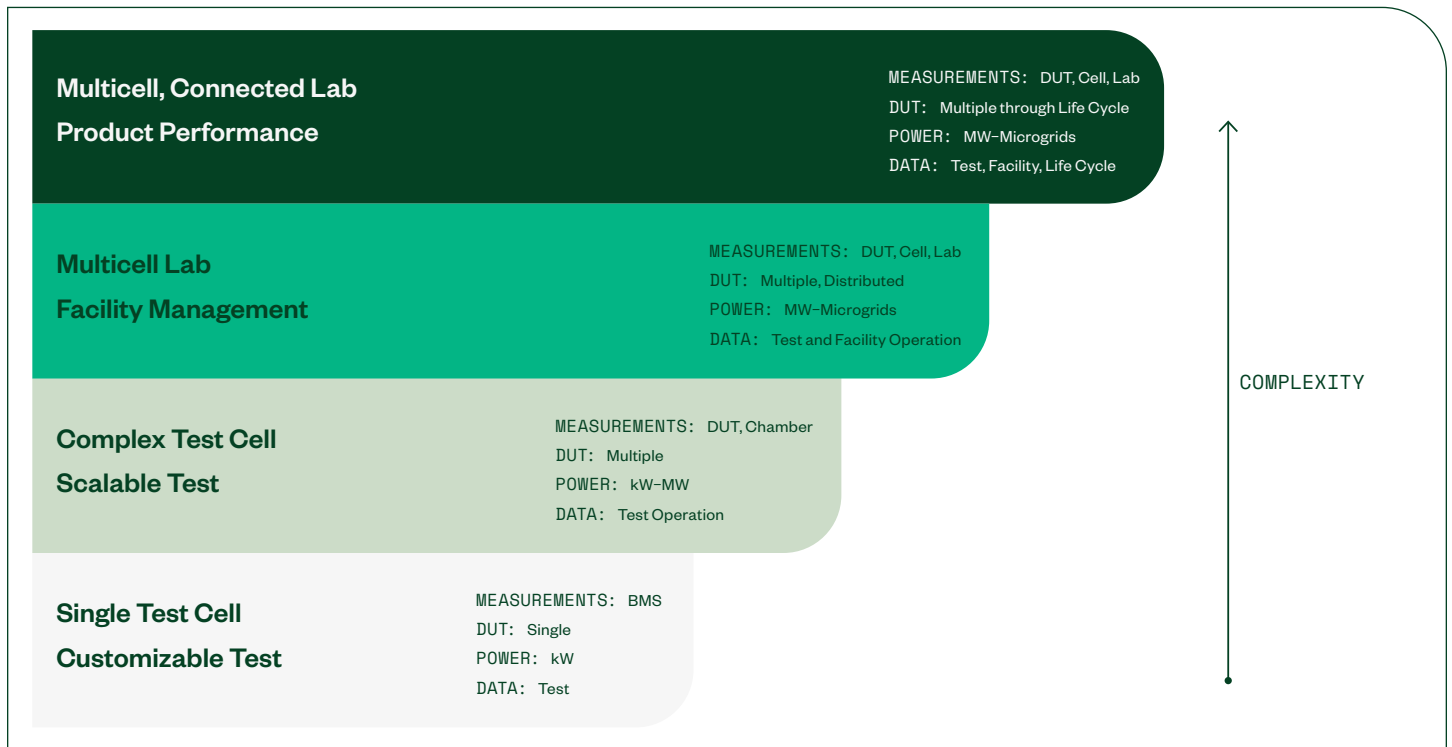 Multicell, Connected Lab
Product Performance
MEASUREMENTS: DUT, Cell, Lab
DUT: Multiple through Life Cycle
POWER: MW–Microgrids
DATA: Test, Facility, Life Cycle
Multicell Lab
Facility Management
MEASUREMENTS: DUT, Cell, Lab
DUT: Multiple, Distributed
POWER: MW–Microgrids
DATA: Test and Facility Operation
COMPLEXITY
Complex Test Cell
Scalable Test
MEASUREMENTS: DUT, Chamber
DUT: Multiple
POWER: kW–MW
DATA: Test Operation
Single Test Cell
Customizable Test
MEASUREMENTS: BMS
DUT: Single
POWER: kW
DATA: Test